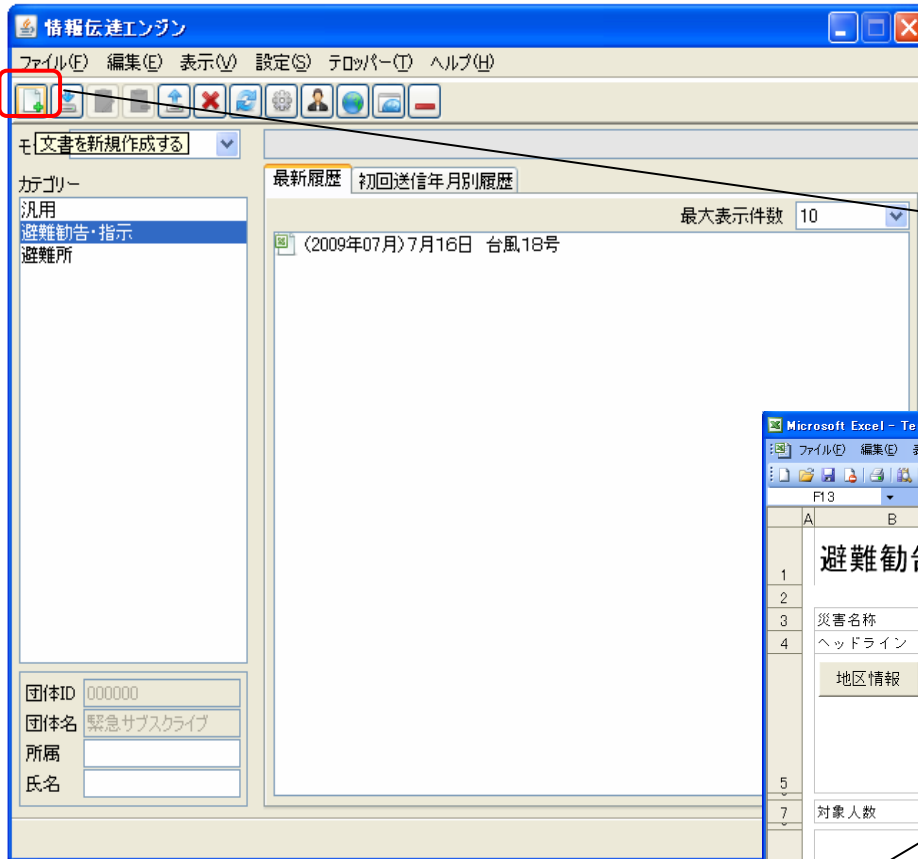 情報伝達エンジン
ファイル(F) 編集(E) 表示(V) 設定(S) テロッパー(T) ヘルプ(H)
モ
文書を新規作成する
カテゴリー
汎用
避難勧告・指示
避難所
最新履歴 初回送信年月別履歴
最大表示件数 10
(2009年07月)7月16日 台風18号
団体ID 000000
団体名 緊急サブスクライブ
所属
氏名
Microsoft Excel - Te
ファイル(F) 編集(E) 表
F13
A B
1 避難勧告
2
3 災害名称
4 ヘッドライン
地区情報
5
7 対象人数